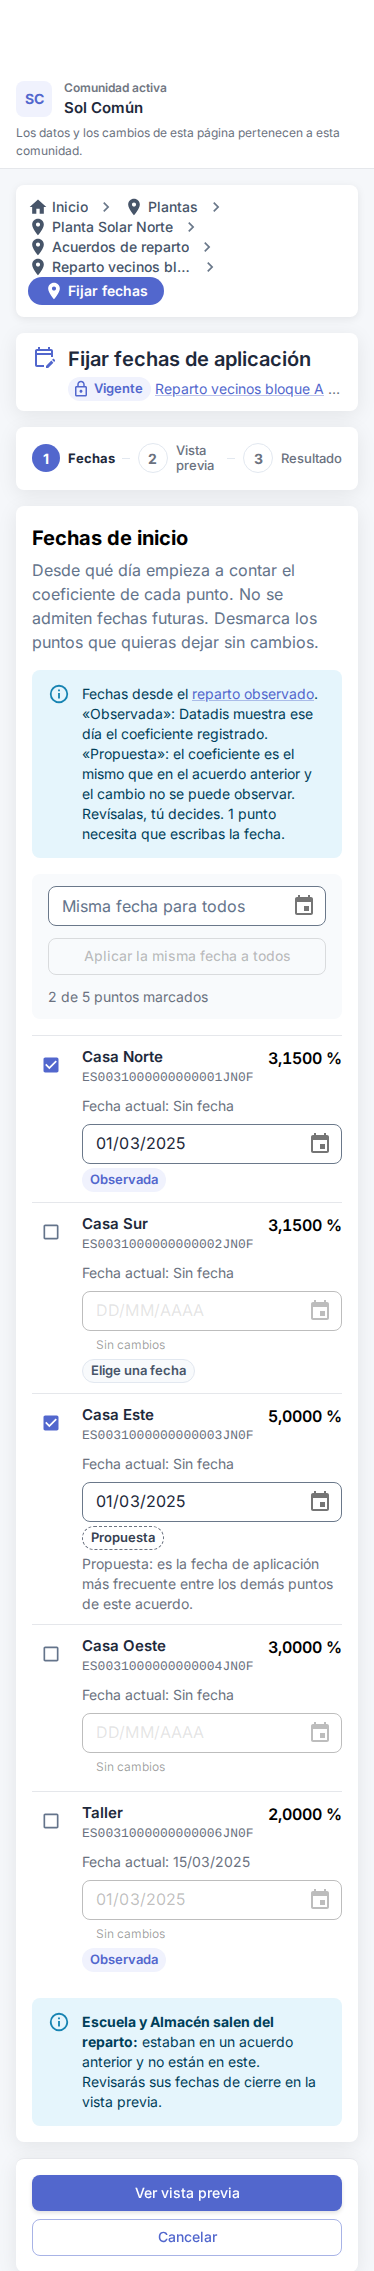 SC
Comunidad activa
Sol Común
Los datos y los cambios de esta página pertenecen a esta
comunidad.
Inicio > Plantas >
Planta Solar Norte >
Acuerdos de reparto >
Reparto vecinos bl... >
Fijar fechas
Fijar fechas de aplicación
Vigente Reparto vecinos bloque A ...
1 Fechas 2 Vista previa 3 Resultado
Fechas de inicio
Desde qué día empieza a contar el
coeficiente de cada punto. No se
admiten fechas futuras. Desmarca los
puntos que quieras dejar sin cambios.
Fechas desde el reparto observado.
«Observada»: Datadis muestra ese
día el coeficiente registrado.
«Propuesta»: el coeficiente es el
mismo que en el acuerdo anterior y
el cambio no se puede observar.
Revísalas, tú decides. 1 punto
necesita que escribas la fecha.
Misma fecha para todos
Aplicar la misma fecha a todos
2 de 5 puntos marcados
Casa Norte 3,1500 %
ES0031000000000001JN0F
Fecha actual: Sin fecha
01/03/2025
Observada
Casa Sur 3,1500 %
ES0031000000000002JN0F
Fecha actual: Sin fecha
DD/MM/AAAA
Sin cambios
Elige una fecha
Casa Este 5,0000 %
ES0031000000000003JN0F
Fecha actual: Sin fecha
01/03/2025
Propuesta
Propuesta: es la fecha de aplicación
más frecuente entre los demás puntos
de este acuerdo.
Casa Oeste 3,0000 %
ES0031000000000004JN0F
Fecha actual: Sin fecha
DD/MM/AAAA
Sin cambios
Taller 2,0000 %
ES0031000000000006JN0F
Fecha actual: 15/03/2025
01/03/2025
Sin cambios
Observada
Escuela y Almacén salen del
reparto: estaban en un acuerdo
anterior y no están en este.
Revisarás sus fechas de cierre en la
vista previa.
Ver vista previa
Cancelar